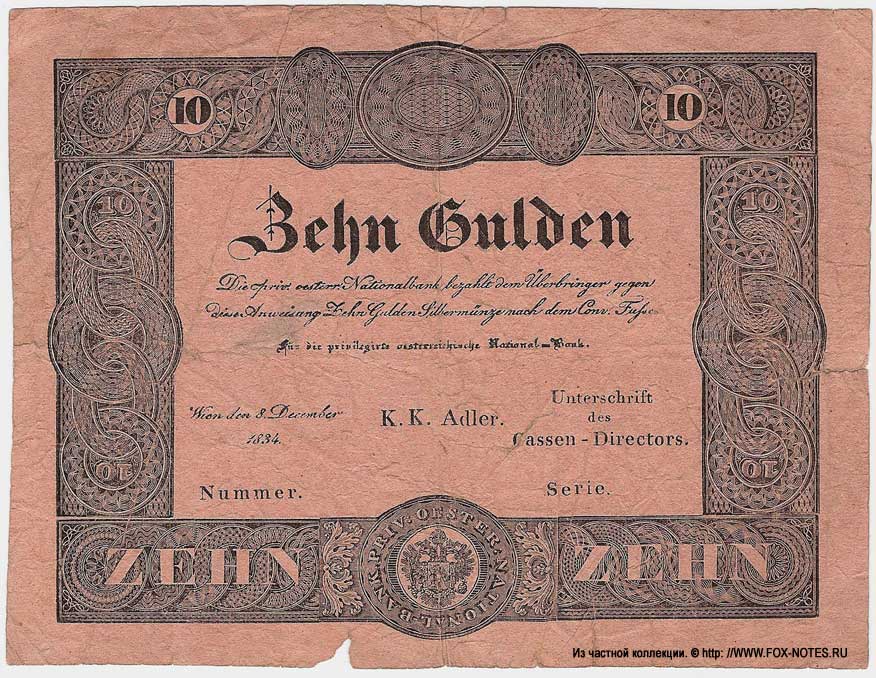 10 10
Zehn Gulden
10 10
Die priv. oesterr. Nationalbank bezahlt dem Überbringer gegen
diese Anweisung Zehn Gulden Silbermünze nach dem Conv. Fusse
Für die privilegirte oesterreichische National-Bank.
Wien den 8. December
1834.
K. K. Adler.
Unterschrift
des
Cassen-Directors.
10 10
Nummer. Serie.
ZEHN ZEHN
PRIV: OESTER: NATIONAL-BANK.
Из частной коллекции. © http: //WWW.FOX-NOTES.РУ